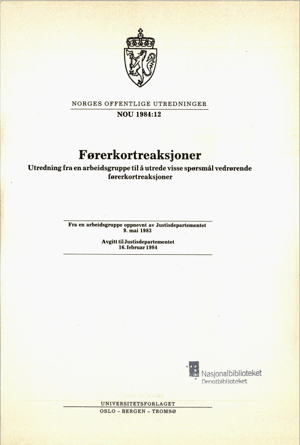 NORGES OFFENTLIGE UTREDNINGER
NOU 1984:12
Førerkortreaksjoner
Utredning fra en arbeidsgruppe til å utrede visse spørsmål vedrørende
førerkortreaksjoner
Fra en arbeidsgruppe oppnevnt av Justisdepartementet
9. mai 1983
Avgitt til Justisdepartementet
16. februar 1984
Nasjonalbiblioteket
Depotbiblioteket
UNIVERSITETSFORLAGET
OSLO – BERGEN – TROMSØ